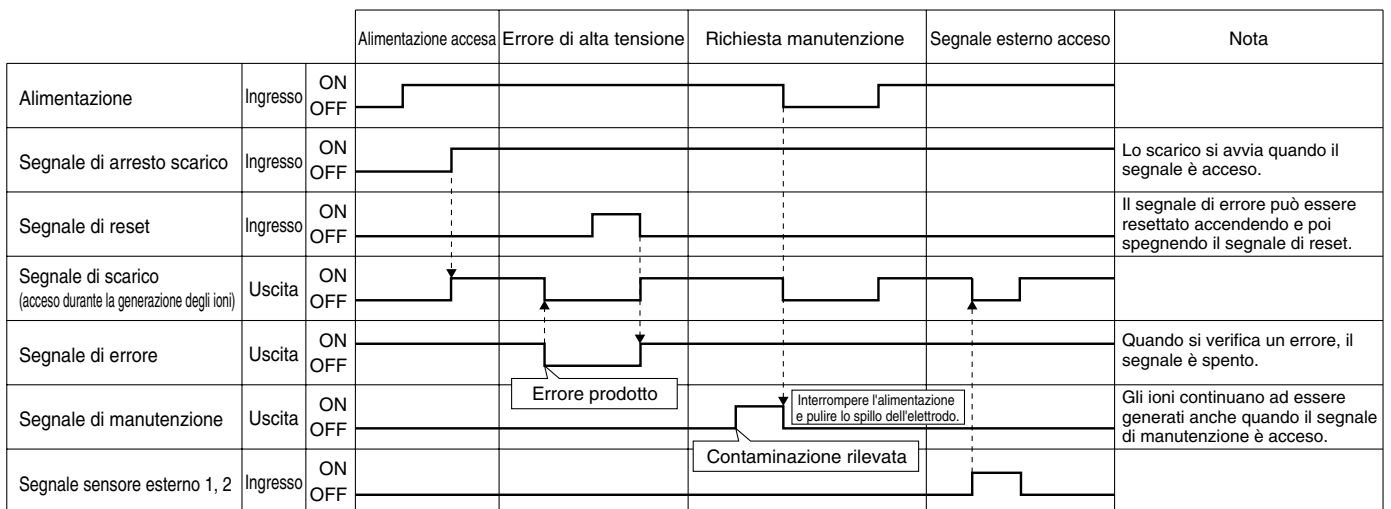 Alimentazione accesa
Errore di alta tensione
Richiesta manutenzione
Segnale esterno acceso
Nota
Alimentazione
Ingresso
ON
OFF
Segnale di arresto scarico
Ingresso
ON
OFF
Lo scarico si avvia quando il
segnale è acceso.
Segnale di reset
Ingresso
ON
OFF
Il segnale di errore può essere
resettato accendendo e poi
spegnendo il segnale di reset.
Segnale di scarico
(acceso durante la generazione degli ioni)
Uscita
ON
OFF
Segnale di errore
Uscita
ON
OFF
Errore prodotto
Quando si verifica un errore, il
segnale è spento.
Segnale di manutenzione
Uscita
ON
OFF
Interrompere l'alimentazione
e pulire lo spillo dell'elettrodo.
Contaminazione rilevata
Gli ioni continuano ad essere
generati anche quando il segnale
di manutenzione è acceso.
Segnale sensore esterno 1, 2
Ingresso
ON
OFF